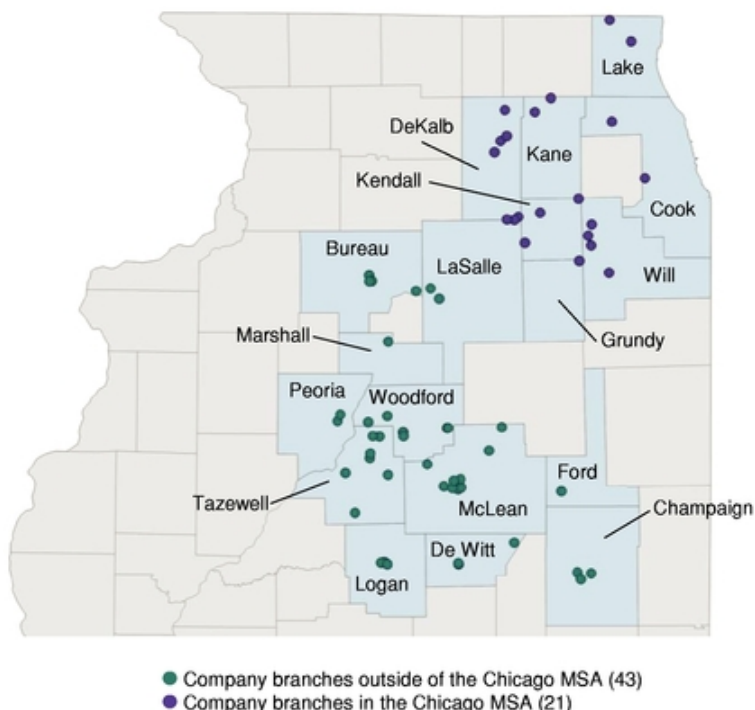 Lake
DeKalb
Kane
Kendall
Cook
Bureau
LaSalle
Will
Marshall
Grundy
Peoria
Woodford
Ford
Tazewell
McLean
Champaign
De Witt
Logan
Company branches outside of the Chicago MSA (43)
Company branches in the Chicago MSA (21)